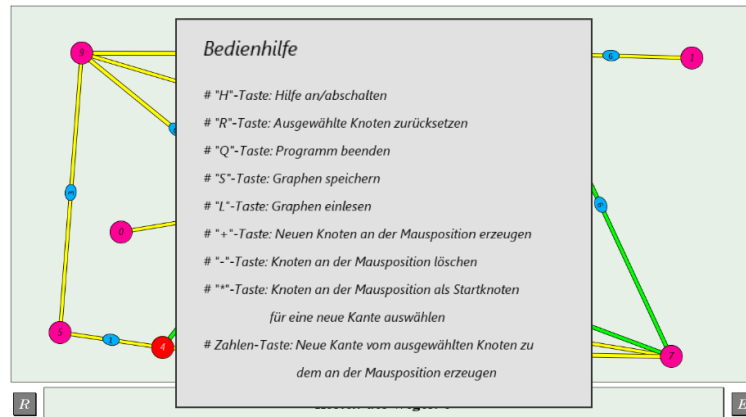 Bedienhilfe
# "H"-Taste: Hilfe an/abschalten
# "R"-Taste: Ausgewählte Knoten zurücksetzen
# "Q"-Taste: Programm beenden
# "S"-Taste: Graphen speichern
# "L"-Taste: Graphen einlesen
# "+"-Taste: Neuen Knoten an der Mausposition erzeugen
# "-"-Taste: Knoten an der Mausposition löschen
# "*"-Taste: Knoten an der Mausposition als Startknoten
für eine neue Kante auswählen
# Zahlen-Taste: Neue Kante vom ausgewählten Knoten zu
dem an der Mausposition erzeugen
4
7
R
E